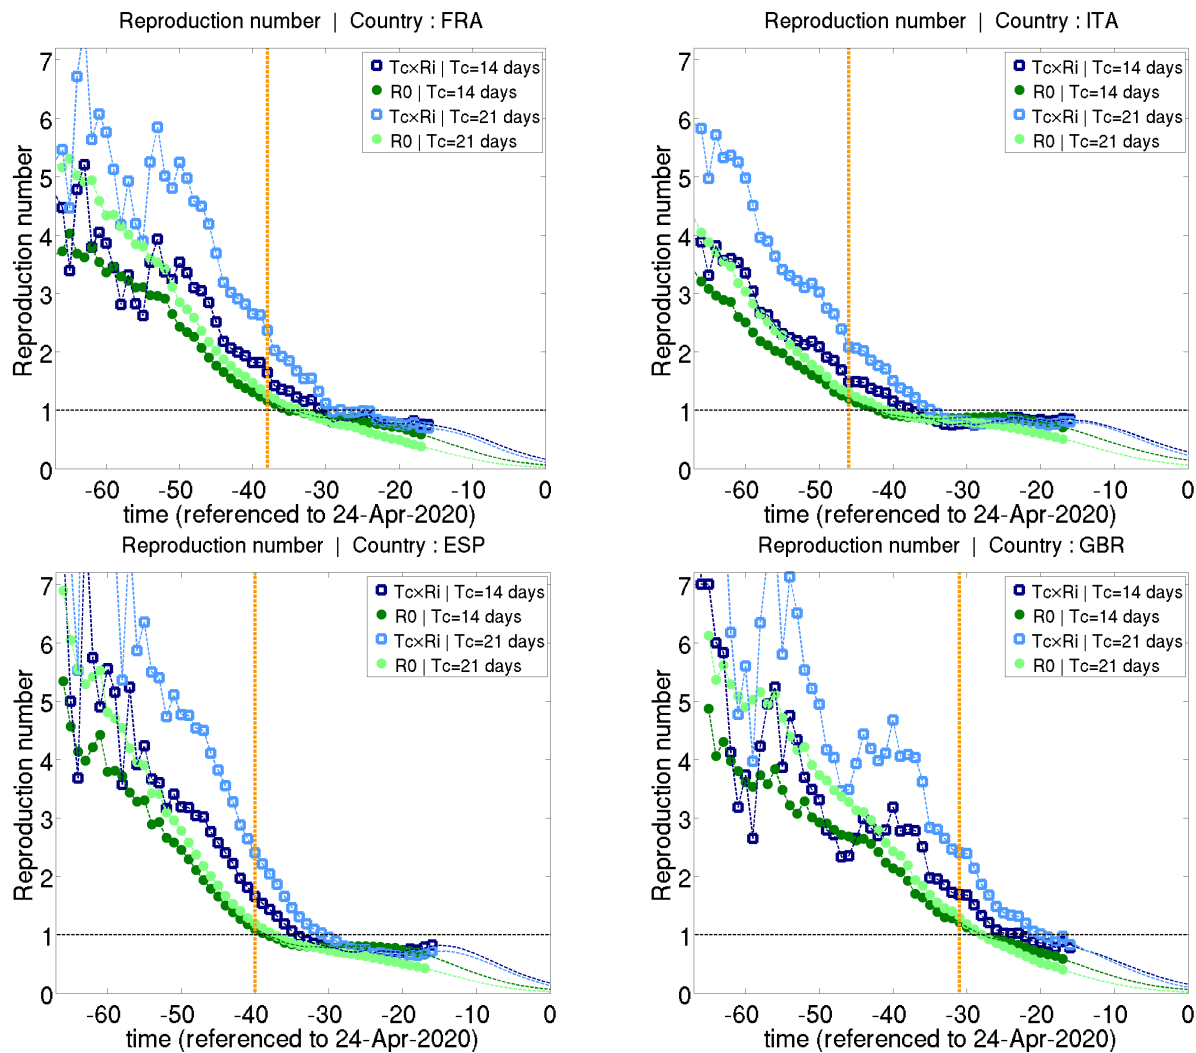 Reproduction number | Country : FRA
Reproduction number
7
6
5
4
3
2
1
0
Tc×Ri | Tc=14 days
R0 | Tc=14 days
Tc×Ri | Tc=21 days
R0 | Tc=21 days
-60 -50 -40 -30 -20 -10 0
time (referenced to 24-Apr-2020)
Reproduction number | Country : ITA
Reproduction number
7
6
5
4
3
2
1
0
Tc×Ri | Tc=14 days
R0 | Tc=14 days
Tc×Ri | Tc=21 days
R0 | Tc=21 days
-60 -50 -40 -30 -20 -10 0
time (referenced to 24-Apr-2020)
Reproduction number | Country : ESP
Reproduction number
7
6
5
4
3
2
1
0
Tc×Ri | Tc=14 days
R0 | Tc=14 days
Tc×Ri | Tc=21 days
R0 | Tc=21 days
-60 -50 -40 -30 -20 -10 0
time (referenced to 24-Apr-2020)
Reproduction number | Country : GBR
Reproduction number
7
6
5
4
3
2
1
0
Tc×Ri | Tc=14 days
R0 | Tc=14 days
Tc×Ri | Tc=21 days
R0 | Tc=21 days
-60 -50 -40 -30 -20 -10 0
time (referenced to 24-Apr-2020)